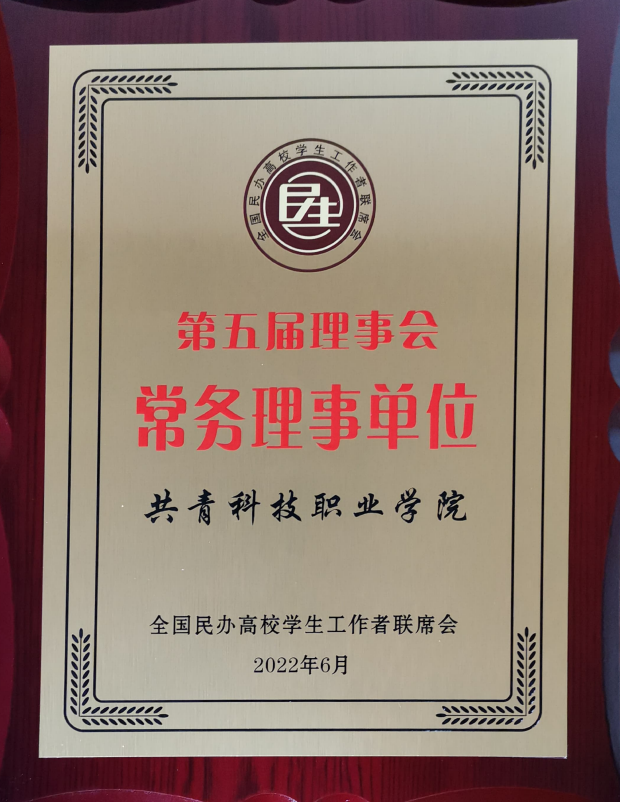 全国民办高校学生工作者联席会
民生
第五届理事会
常务理事单位
共青科技职业学院
全国民办高校学生工作者联席会
2022年6月